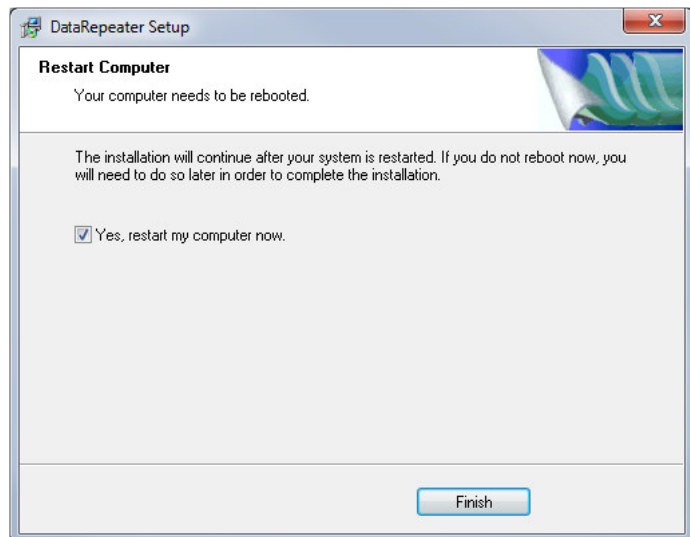 DataRepeater Setup
Restart Computer
Your computer needs to be rebooted.
The installation will continue after your system is restarted. If you do not reboot now, you
will need to do so later in order to complete the installation.
Yes, restart my computer now.
Finish